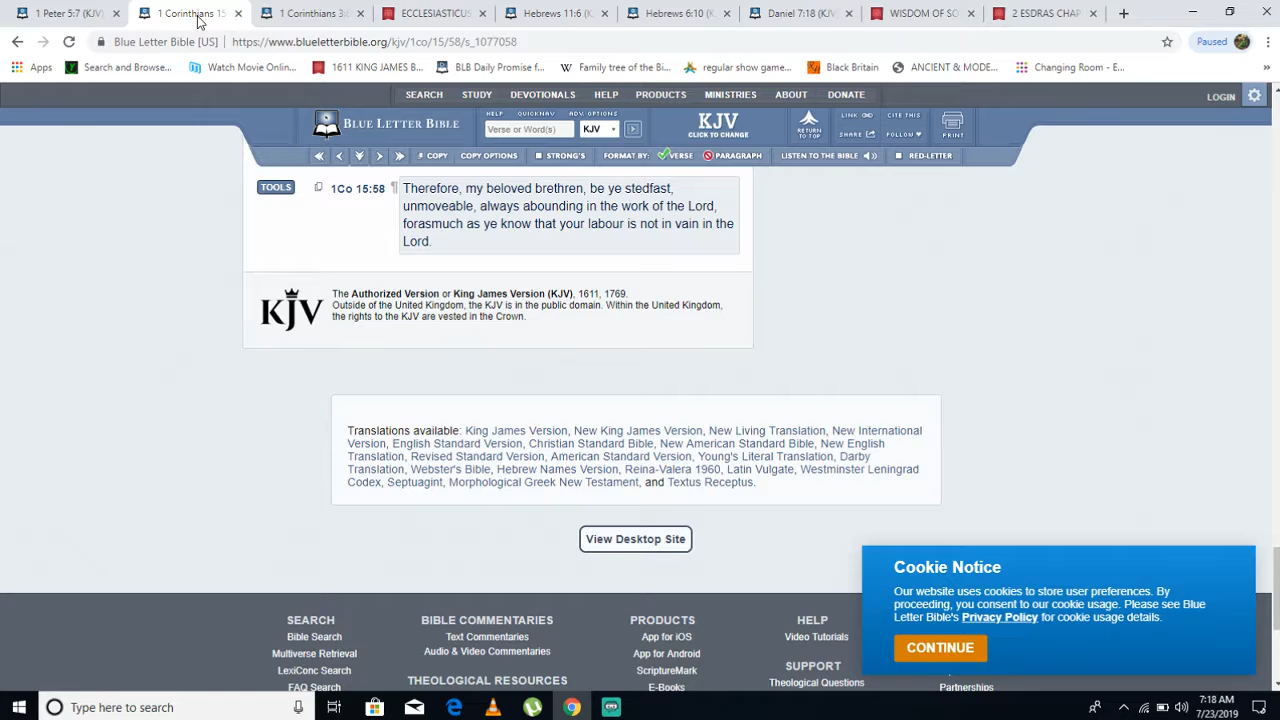 1 Peter 5:7 (KJV)
1 Corinthians 15
1 Corinthians 3:
ECCLESIASTICUS
Hebrews 11:6 (KJV)
Hebrews 6:10 (KJV)
Daniel 7:18 (KJV)
WISDOM OF SO
2 ESDRAS CHAP
Blue Letter Bible [US]
https://www.blueletterbible.org/kjv/1co/15/58/s_1077058
Paused
Apps
Search and Browse...
Watch Movie Onlin...
1611 KING JAMES B...
BLB Daily Promise f...
Family tree of the Bi...
regular show game...
Black Britain
ANCIENT & MODE...
Changing Room - E...
SEARCH STUDY DEVOTIONALS HELP PRODUCTS MINISTRIES ABOUT DONATE
LOGIN
BLUE LETTER BIBLE
HELP QUICKNAV ADV. OPTIONS
Verse or Word(s)
KJV
KJV
CLICK TO CHANGE
RETURN
TO TOP
LINK
CITE THIS
SHARE
FOLLOW
PRINT
COPY
COPY OPTIONS
STRONG'S
FORMAT BY:
VERSE
PARAGRAPH
LISTEN TO THE BIBLE
RED-LETTER
TOOLS
1Co 15:58
¶
Therefore, my beloved brethren, be ye stedfast,
unmoveable, always abounding in the work of the Lord,
forasmuch as ye know that your labour is not in vain in the
Lord.
KJV
The Authorized Version or King James Version (KJV), 1611, 1769.
Outside of the United Kingdom, the KJV is in the public domain. Within the United Kingdom,
the rights to the KJV are vested in the Crown.
Translations available: King James Version, New King James Version, New Living Translation, New International
Version, English Standard Version, Christian Standard Bible, New American Standard Bible, New English
Translation, Revised Standard Version, American Standard Version, Young's Literal Translation, Darby
Translation, Webster's Bible, Hebrew Names Version, Reina-Valera 1960, Latin Vulgate, Westminster Leningrad
Codex, Septuagint, Morphological Greek New Testament, and Textus Receptus.
View Desktop Site
Cookie Notice
Our website uses cookies to store user preferences. By
proceeding, you consent to our cookie usage. Please see Blue
Letter Bible's Privacy Policy for cookie usage details.
CONTINUE
SEARCH
Bible Search
Multiverse Retrieval
LexiConc Search
FAQ Search
BIBLE COMMENTARIES
Text Commentaries
Audio & Video Commentaries
THEOLOGICAL RESOURCES
PRODUCTS
App for iOS
App for Android
ScriptureMark
E-Books
HELP
Video Tutorials
SUPPORT
Theological Questions
Partnerships
Type here to search
7:18 AM
7/23/2019